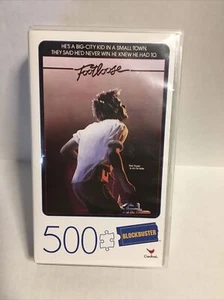 HE'S A BIG-CITY KID IN A SMALL TOWN.
THEY SAID HE'D NEVER WIN. HE KNEW HE HAD TO.
Footloose
500
BLOCKBUSTER
Cardinal